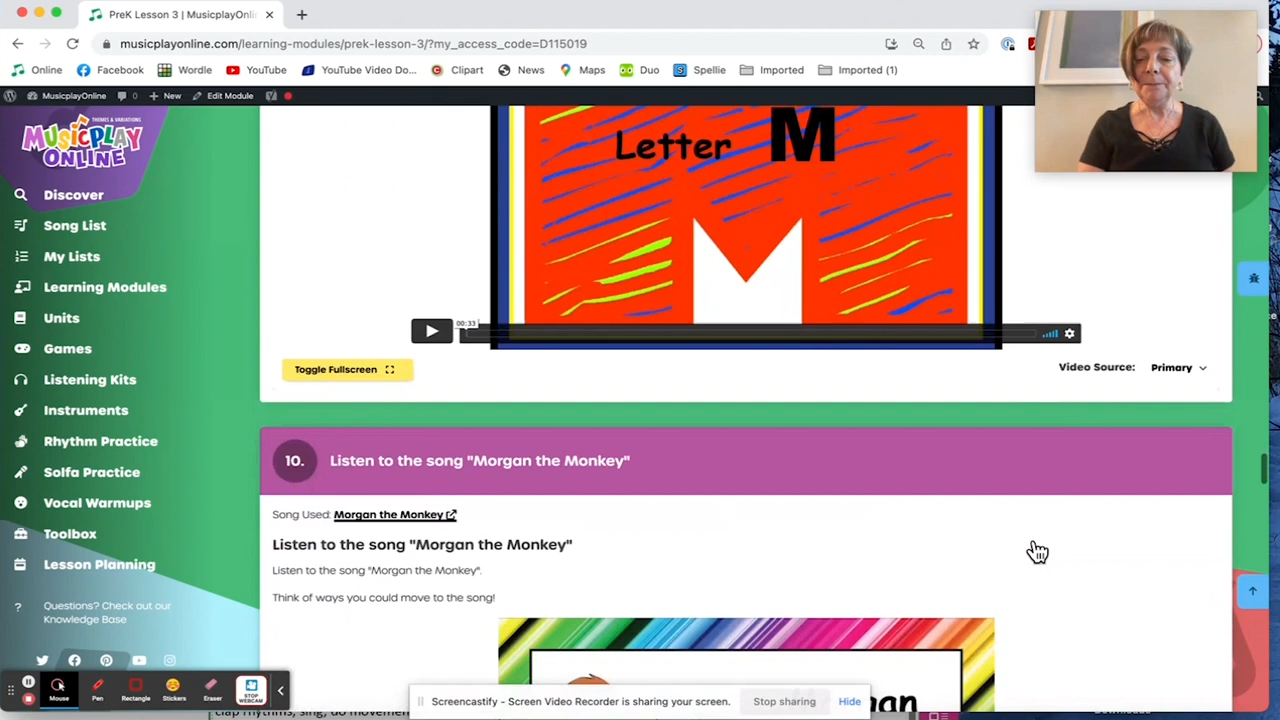 PreK Lesson 3 | MusicplayOnli
musicplayonline.com/learning-modules/prek-lesson-3/?my_access_code=D115019
Online Facebook Wordle YouTube YouTube Video Do... Clipart News Maps Duo Spellie Imported Imported (1)
MusicplayOnline 0 New Edit Module
THEMES & VARIATIONS
MUSICPLAY
ONLINE
Discover
Song List
My Lists
Learning Modules
Units
Games
Listening Kits
Instruments
Rhythm Practice
Solfa Practice
Vocal Warmups
Toolbox
Lesson Planning
? Questions? Check out our
Knowledge Base
Letter M
00:33
Toggle Fullscreen
Video Source: Primary
10. Listen to the song "Morgan the Monkey"
Song Used: Morgan the Monkey
Listen to the song "Morgan the Monkey"
Listen to the song "Morgan the Monkey".
Think of ways you could move to the song!
Mouse Pen Rectangle Stickers Eraser STOP WEBCAM
Screencastify - Screen Video Recorder is sharing your screen. Stop sharing Hide